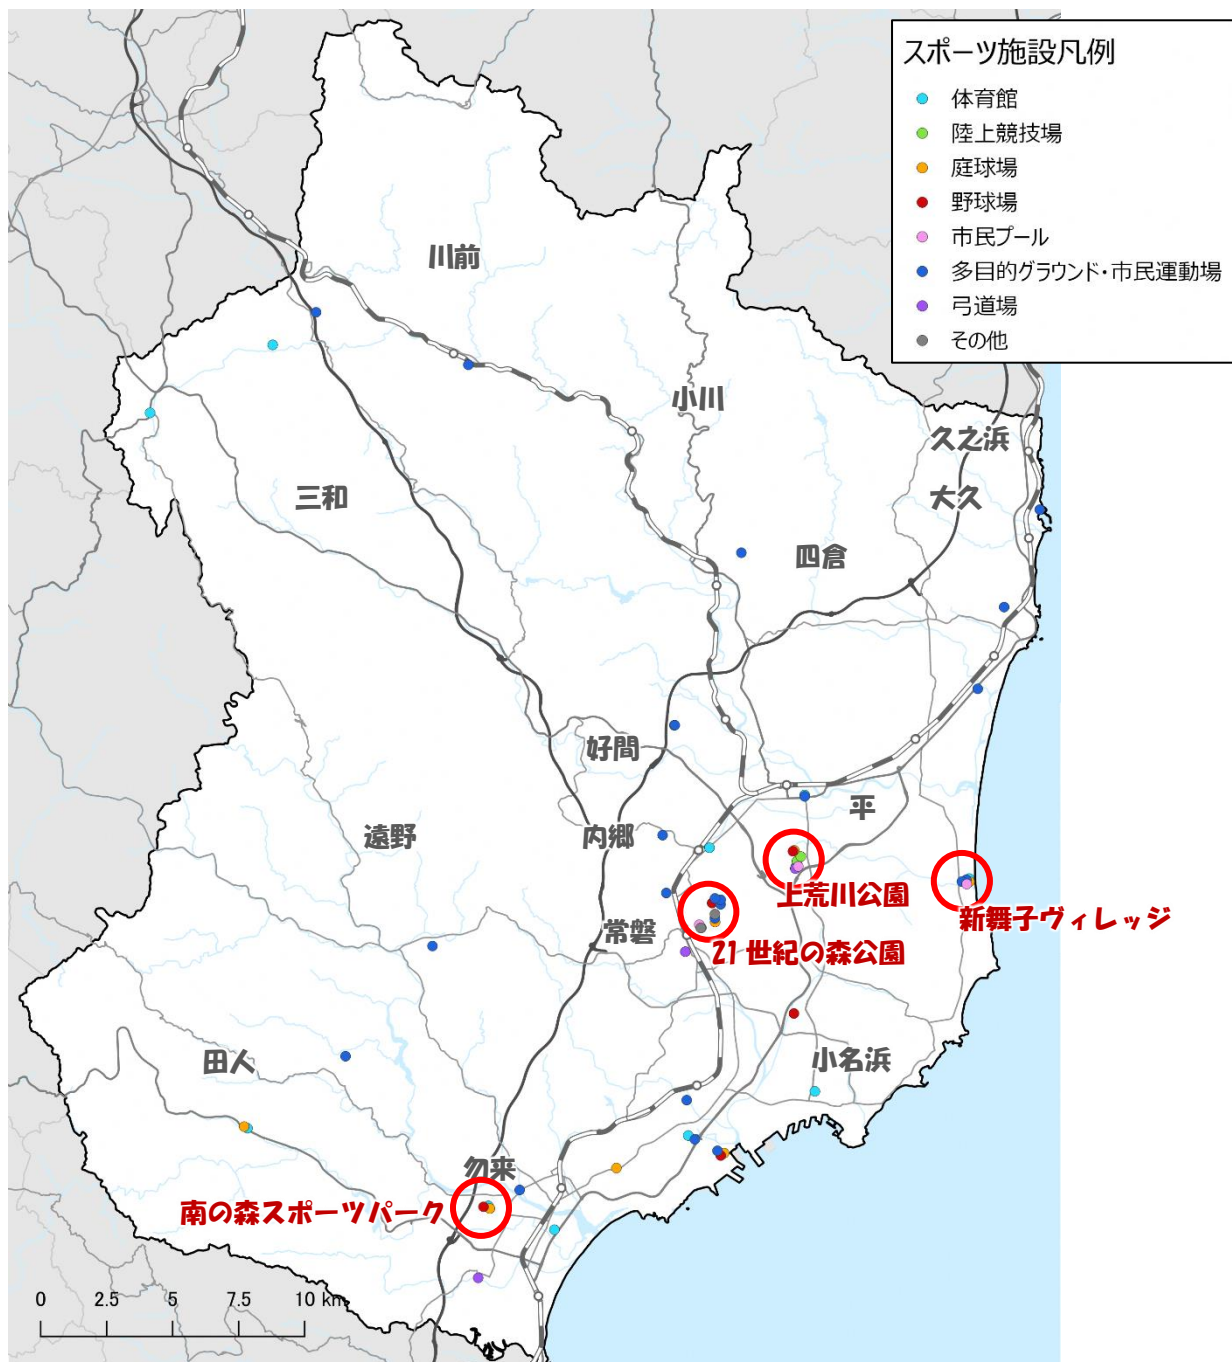 スポーツ施設凡例
体育館
陸上競技場
庭球場
野球場
市民プール
多目的グラウンド・市民運動場
弓道場
その他
川前
小川
久之浜
大久
三和
四倉
好間
平
遠野
内郷
上荒川公園
新舞子ヴィレッジ
常磐
21世紀の森公園
田人
小名浜
勿来
南の森スポーツパーク
0 2.5 5 7.5 10 km